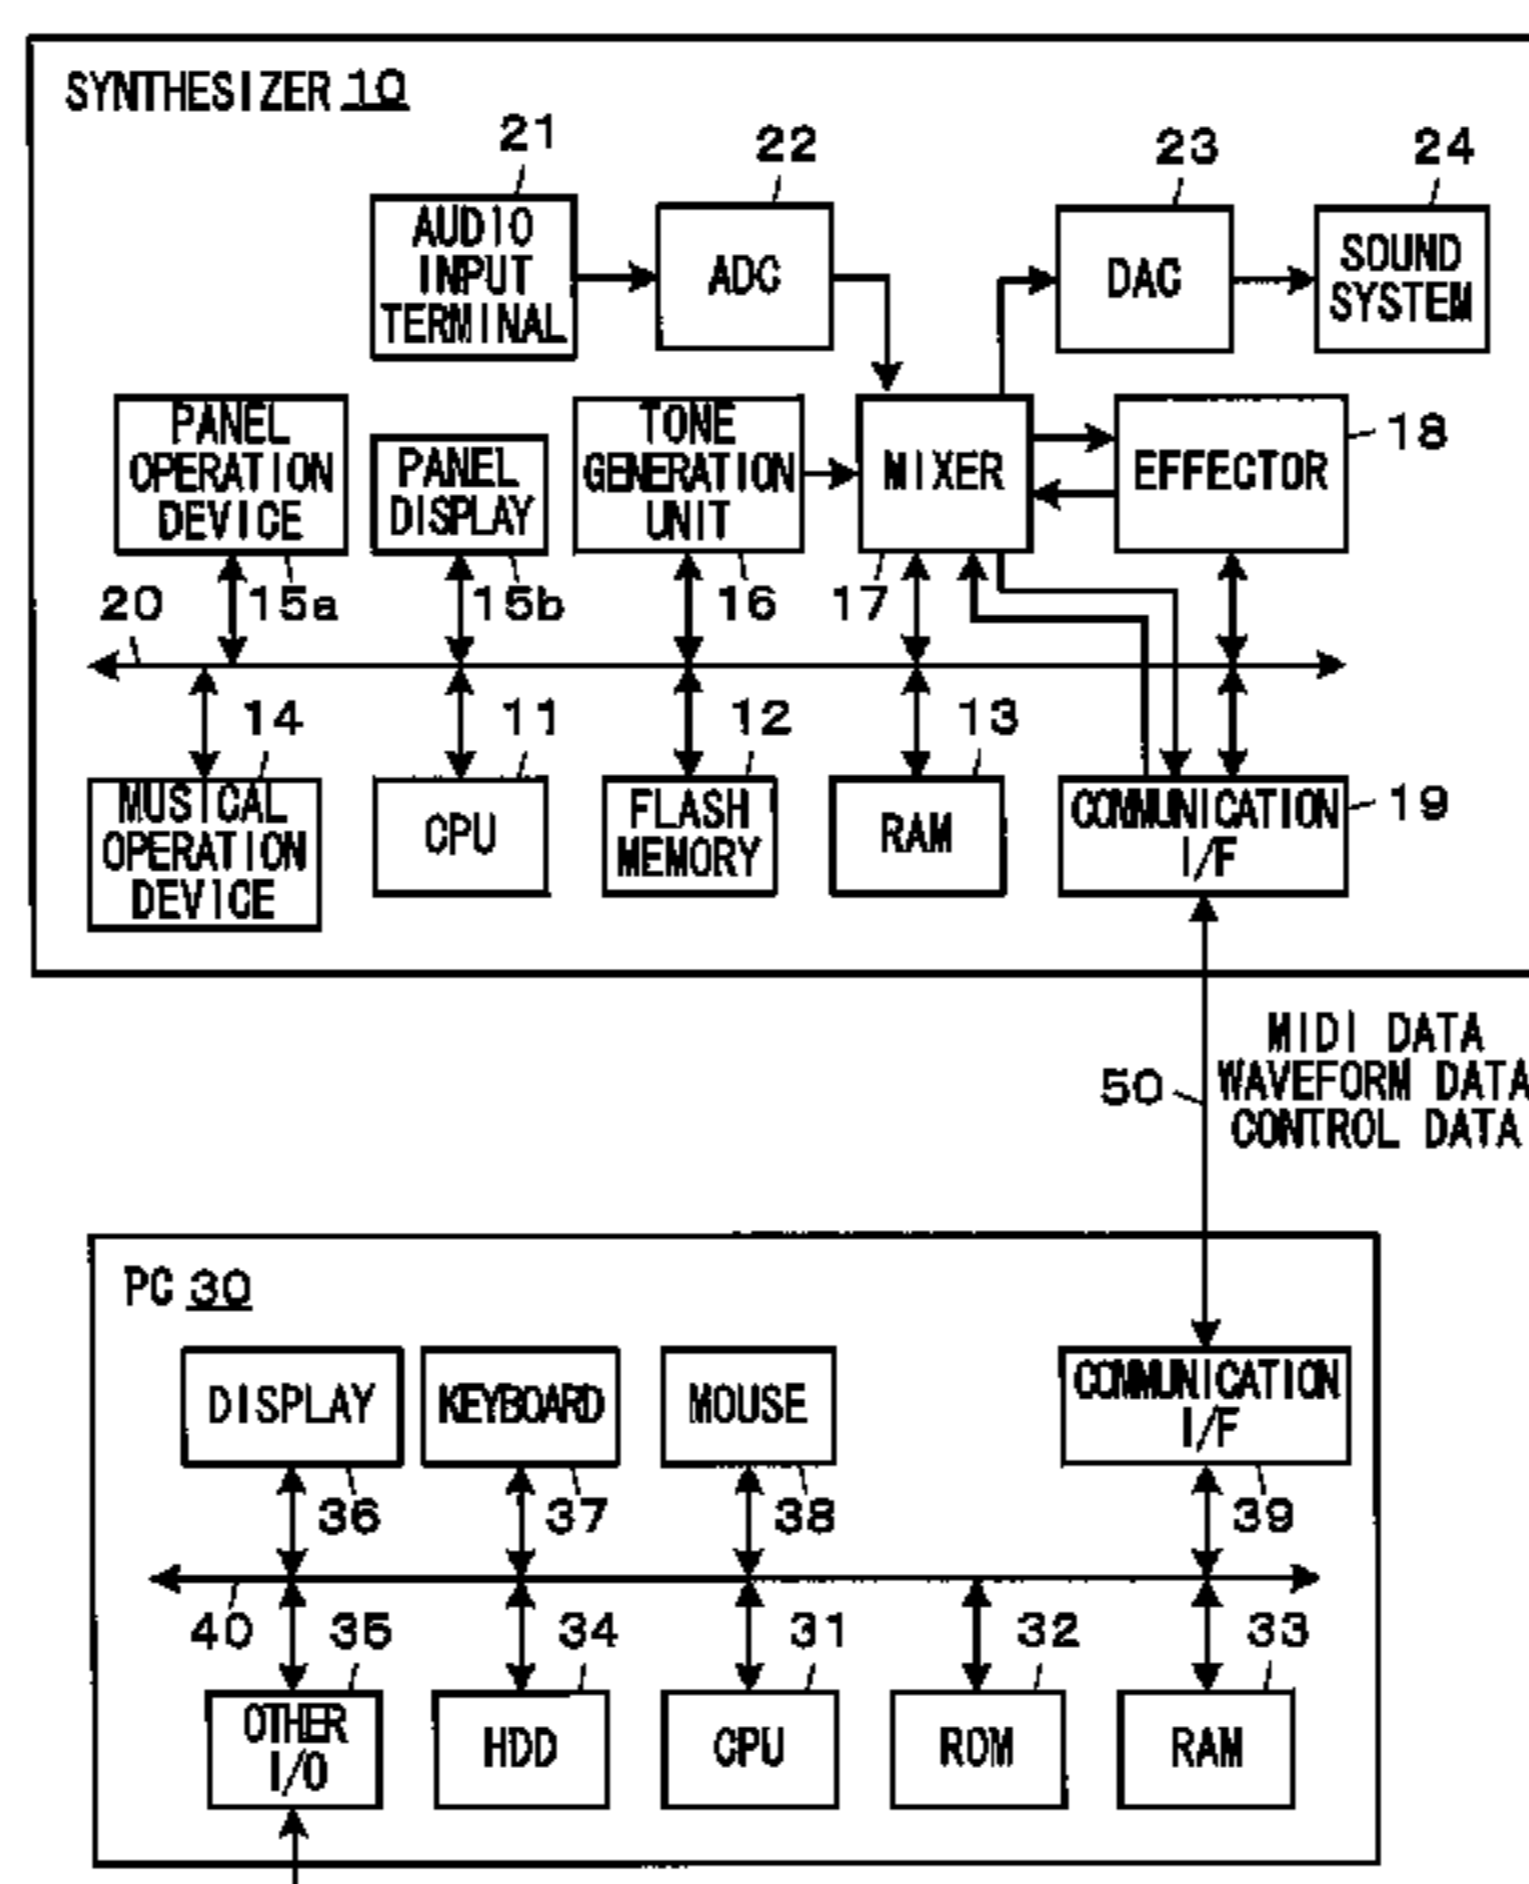 SYNTHESIZER 10
21
22
23
24
AUDIO
INPUT
TERMINAL
ADC
DAC
SOUND
SYSTEM
PANEL
OPERATION
DEVICE
PANEL
DISPLAY
TONE
GENERATION
UNIT
MIXER
EFFECTOR
18
20
15a
15b
16
17
14
11
12
13
MUSICAL
OPERATION
DEVICE
CPU
FLASH
MEMORY
RAM
COMMUNICATION
I/F
19
MIDI DATA
50
WAVEFORM DATA
CONTROL DATA
PC 30
DISPLAY
KEYBOARD
MOUSE
COMMUNICATION
I/F
36
37
38
39
40
35
34
31
32
33
OTHER
I/O
HDD
CPU
ROM
RAM